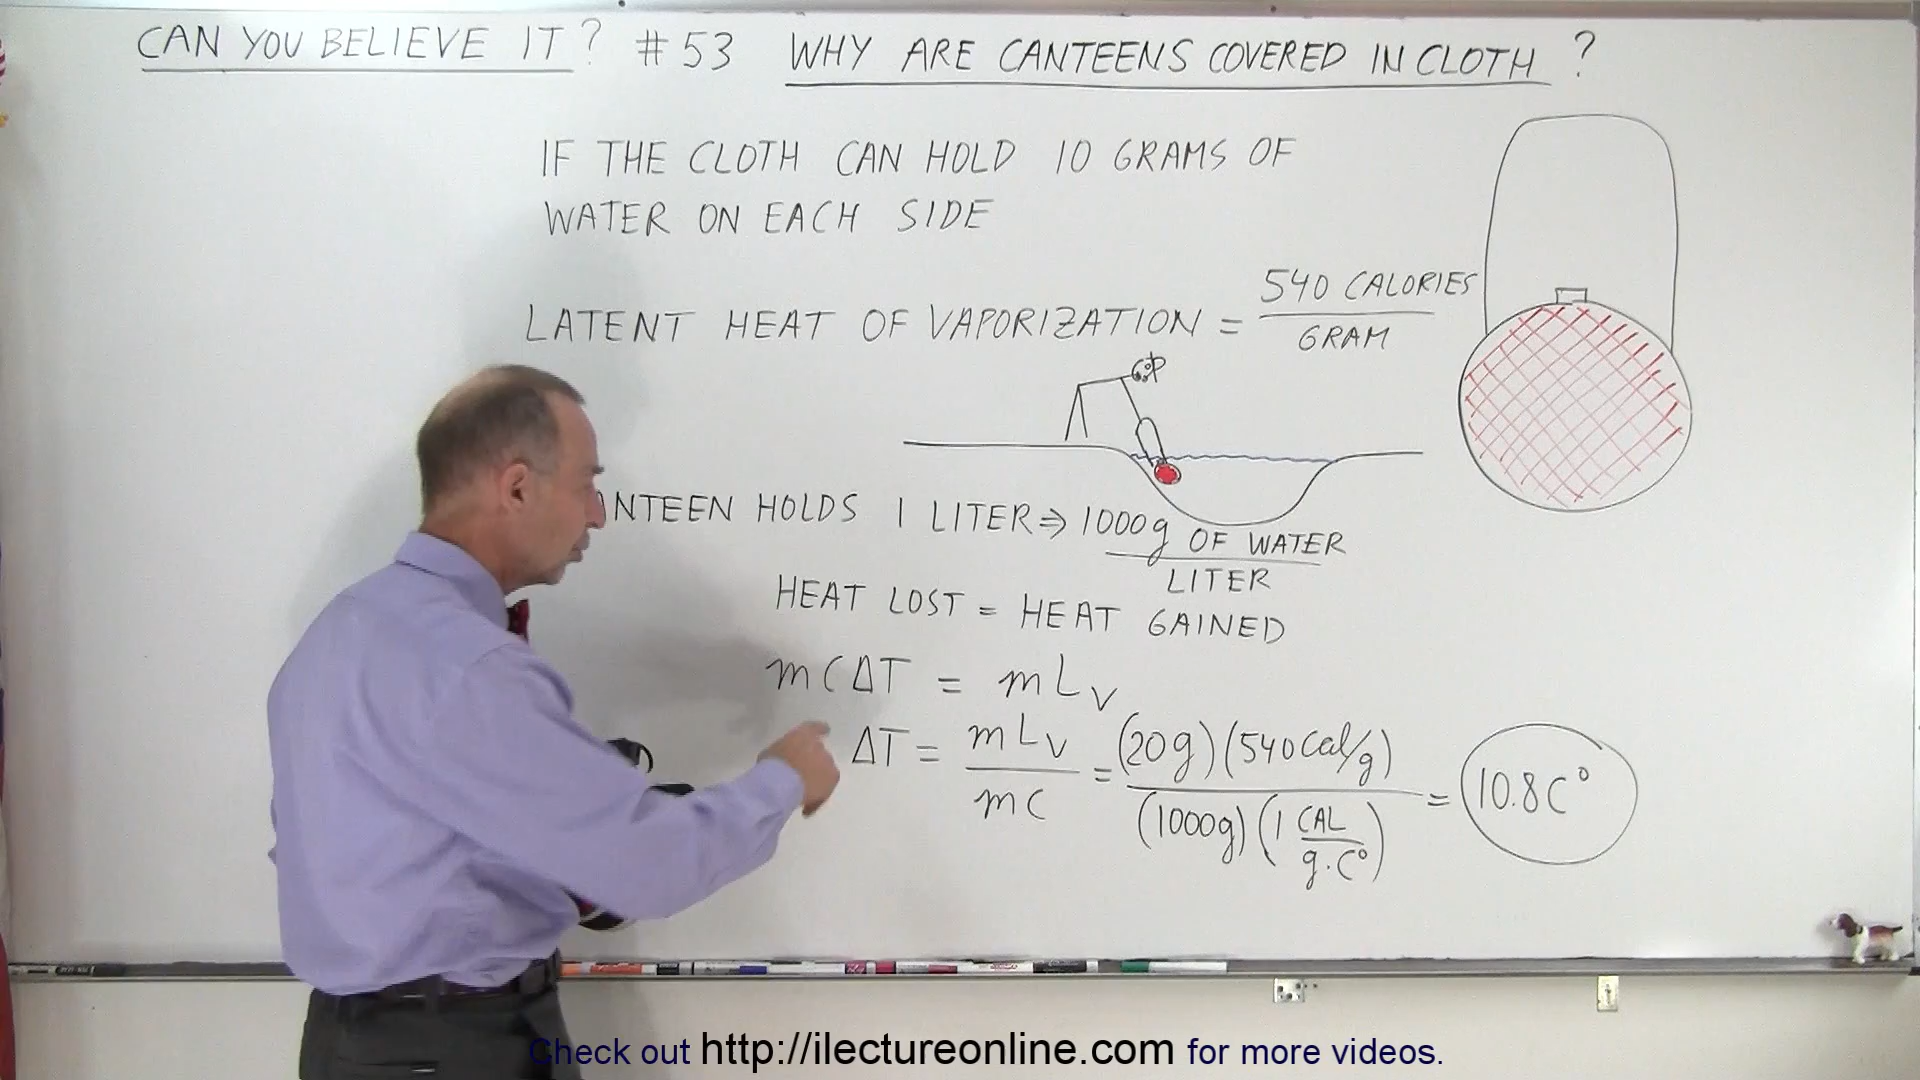 CAN YOU BELIEVE IT? #53 WHY ARE CANTEENS COVERED IN CLOTH?
IF THE CLOTH CAN HOLD 10 GRAMS OF
WATER ON EACH SIDE
LATENT HEAT OF VAPORIZATION = 540 CALORIES
GRAM
HOLDS 1 LITER ⇒ 1000g OF WATER
LITER
HEAT LOST = HEAT GAINED
mCΔT = mLv
ΔT = mLv = (20g)(540Cal/g) = 10.8C°
mC (1000g)(1 CAL
g·C°)
Check out http://ilectureonline.com for more videos.